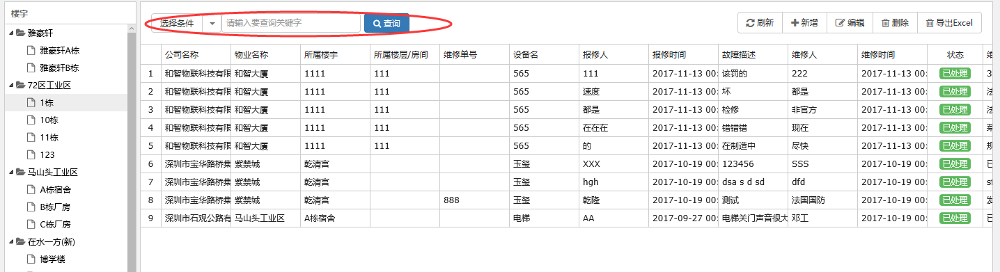 楼宇
雅豪轩
雅豪轩A栋
雅豪轩B栋
72区工业区
1栋
10栋
11栋
123
马山头工业区
A栋宿舍
B栋厂房
C栋厂房
在水一方(新)
博学楼
选择条件 请输入要查询关键字 查询 刷新 新增 编辑 删除 导出Excel
公司名称 物业名称 所属楼宇 所属楼层/房间 维修单号 设备名 报修人 报修时间 故障描述 维修人 维修时间 状态
1 和智物联科技有限 和智大厦 1111 111 565 111 2017-11-13 00: 该罚的 222 2017-11-13 00: 已处理 3
2 和智物联科技有限 和智大厦 1111 111 565 速度 2017-11-13 00: 坏 都是 2017-11-13 00: 已处理
3 和智物联科技有限 和智大厦 1111 111 565 都是 2017-11-13 00: 检修 非官方 2017-11-13 00: 已处理
4 和智物联科技有限 和智大厦 1111 111 565 在在在 2017-11-13 00: 错错错 现在 2017-11-13 00: 已处理
5 和智物联科技有限 和智大厦 1111 111 565 的 2017-11-13 00: 在制造中 尽快 2017-11-13 00: 已处理
6 深圳市宝华路桥集 紫禁城 乾清宫 玉玺 XXX 2017-10-19 00: 123456 SSS 2017-10-19 00: 已处理
7 深圳市宝华路桥集 紫禁城 乾清宫 玉玺 hgh 2017-10-19 00: dsa s d sd dfd 2017-10-19 00: 已处理
8 深圳市宝华路桥集 紫禁城 乾清宫 888 玉玺 乾隆 2017-10-19 00: 测试 法国国防 2017-10-19 00: 已处理
9 深圳市石观公路有 马山头工业区 A栋宿舍 电梯 AA 2017-09-27 00: 电梯关门声音很大 邓工 2017-10-19 00: 已处理